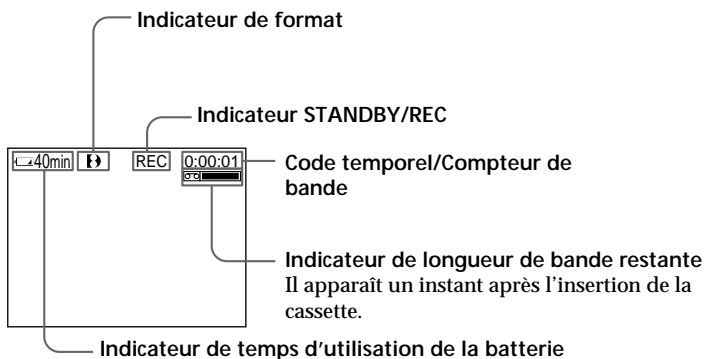 Indicateur de format
Indicateur STANDBY/REC
40min
REC
0:00:01
Code temporel/Compteur de
bande
Indicateur de longueur de bande restante
Il apparaît un instant après l’insertion de la
cassette.
Indicateur de temps d’utilisation de la batterie